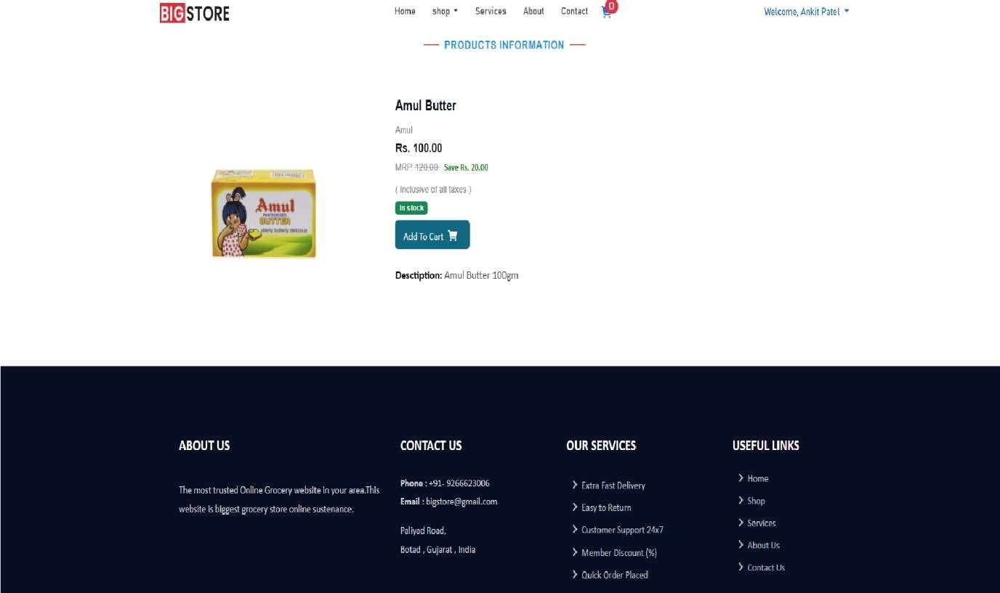 BIGSTORE
Home shop Services About Contact 0 Welcome, Ankit Patel
PRODUCTS INFORMATION
Amul Butter
Amul
Rs. 100.00
MRP: 120.00 Save Rs. 20.00
( Inclusive of all taxes )
In stock
Add To Cart
Desctiption: Amul Butter 100gm
Amul
PASTEURISED
BUTTER
utterly butterly delicious
ABOUT US
The most trusted Online Grocery website in your area.This
website is biggest grocery store online sustenance.
CONTACT US
Phone : +91- 9266623006
Email : bigstore@gmail.com
Paliyad Road,
Botad , Gujarat , India
OUR SERVICES
Extra Fast Delivery
Easy to Return
Customer Support 24x7
Member Discount (%)
Quick Order Placed
USEFUL LINKS
Home
Shop
Services
About Us
Contact Us